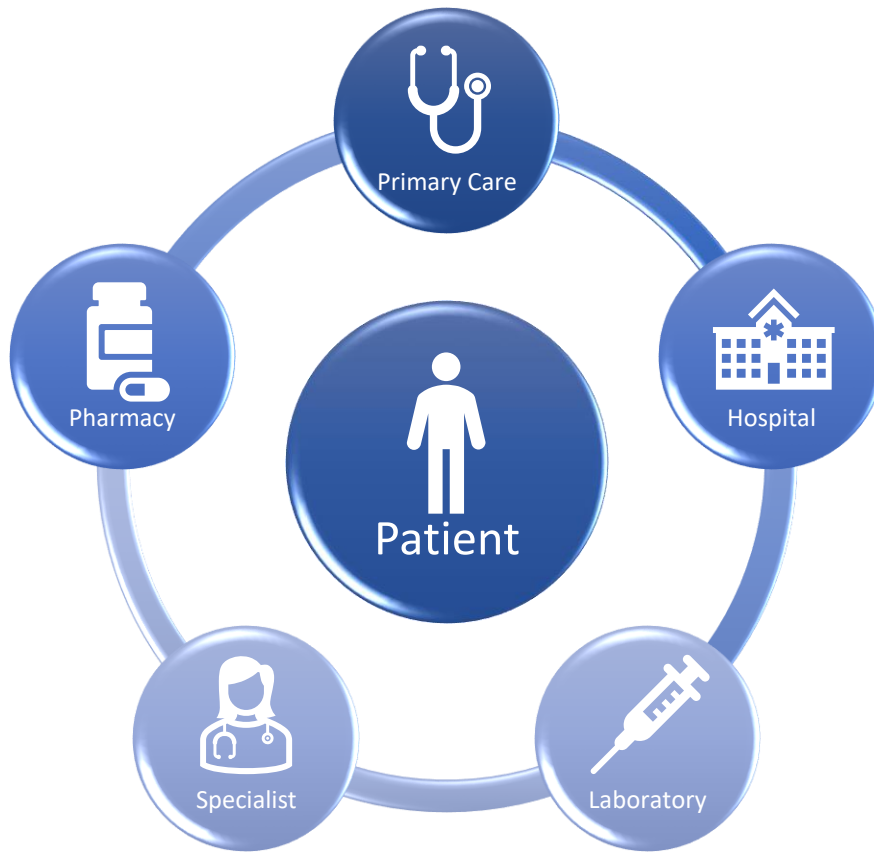 Primary Care
Pharmacy
Hospital
Patient
Specialist
Laboratory